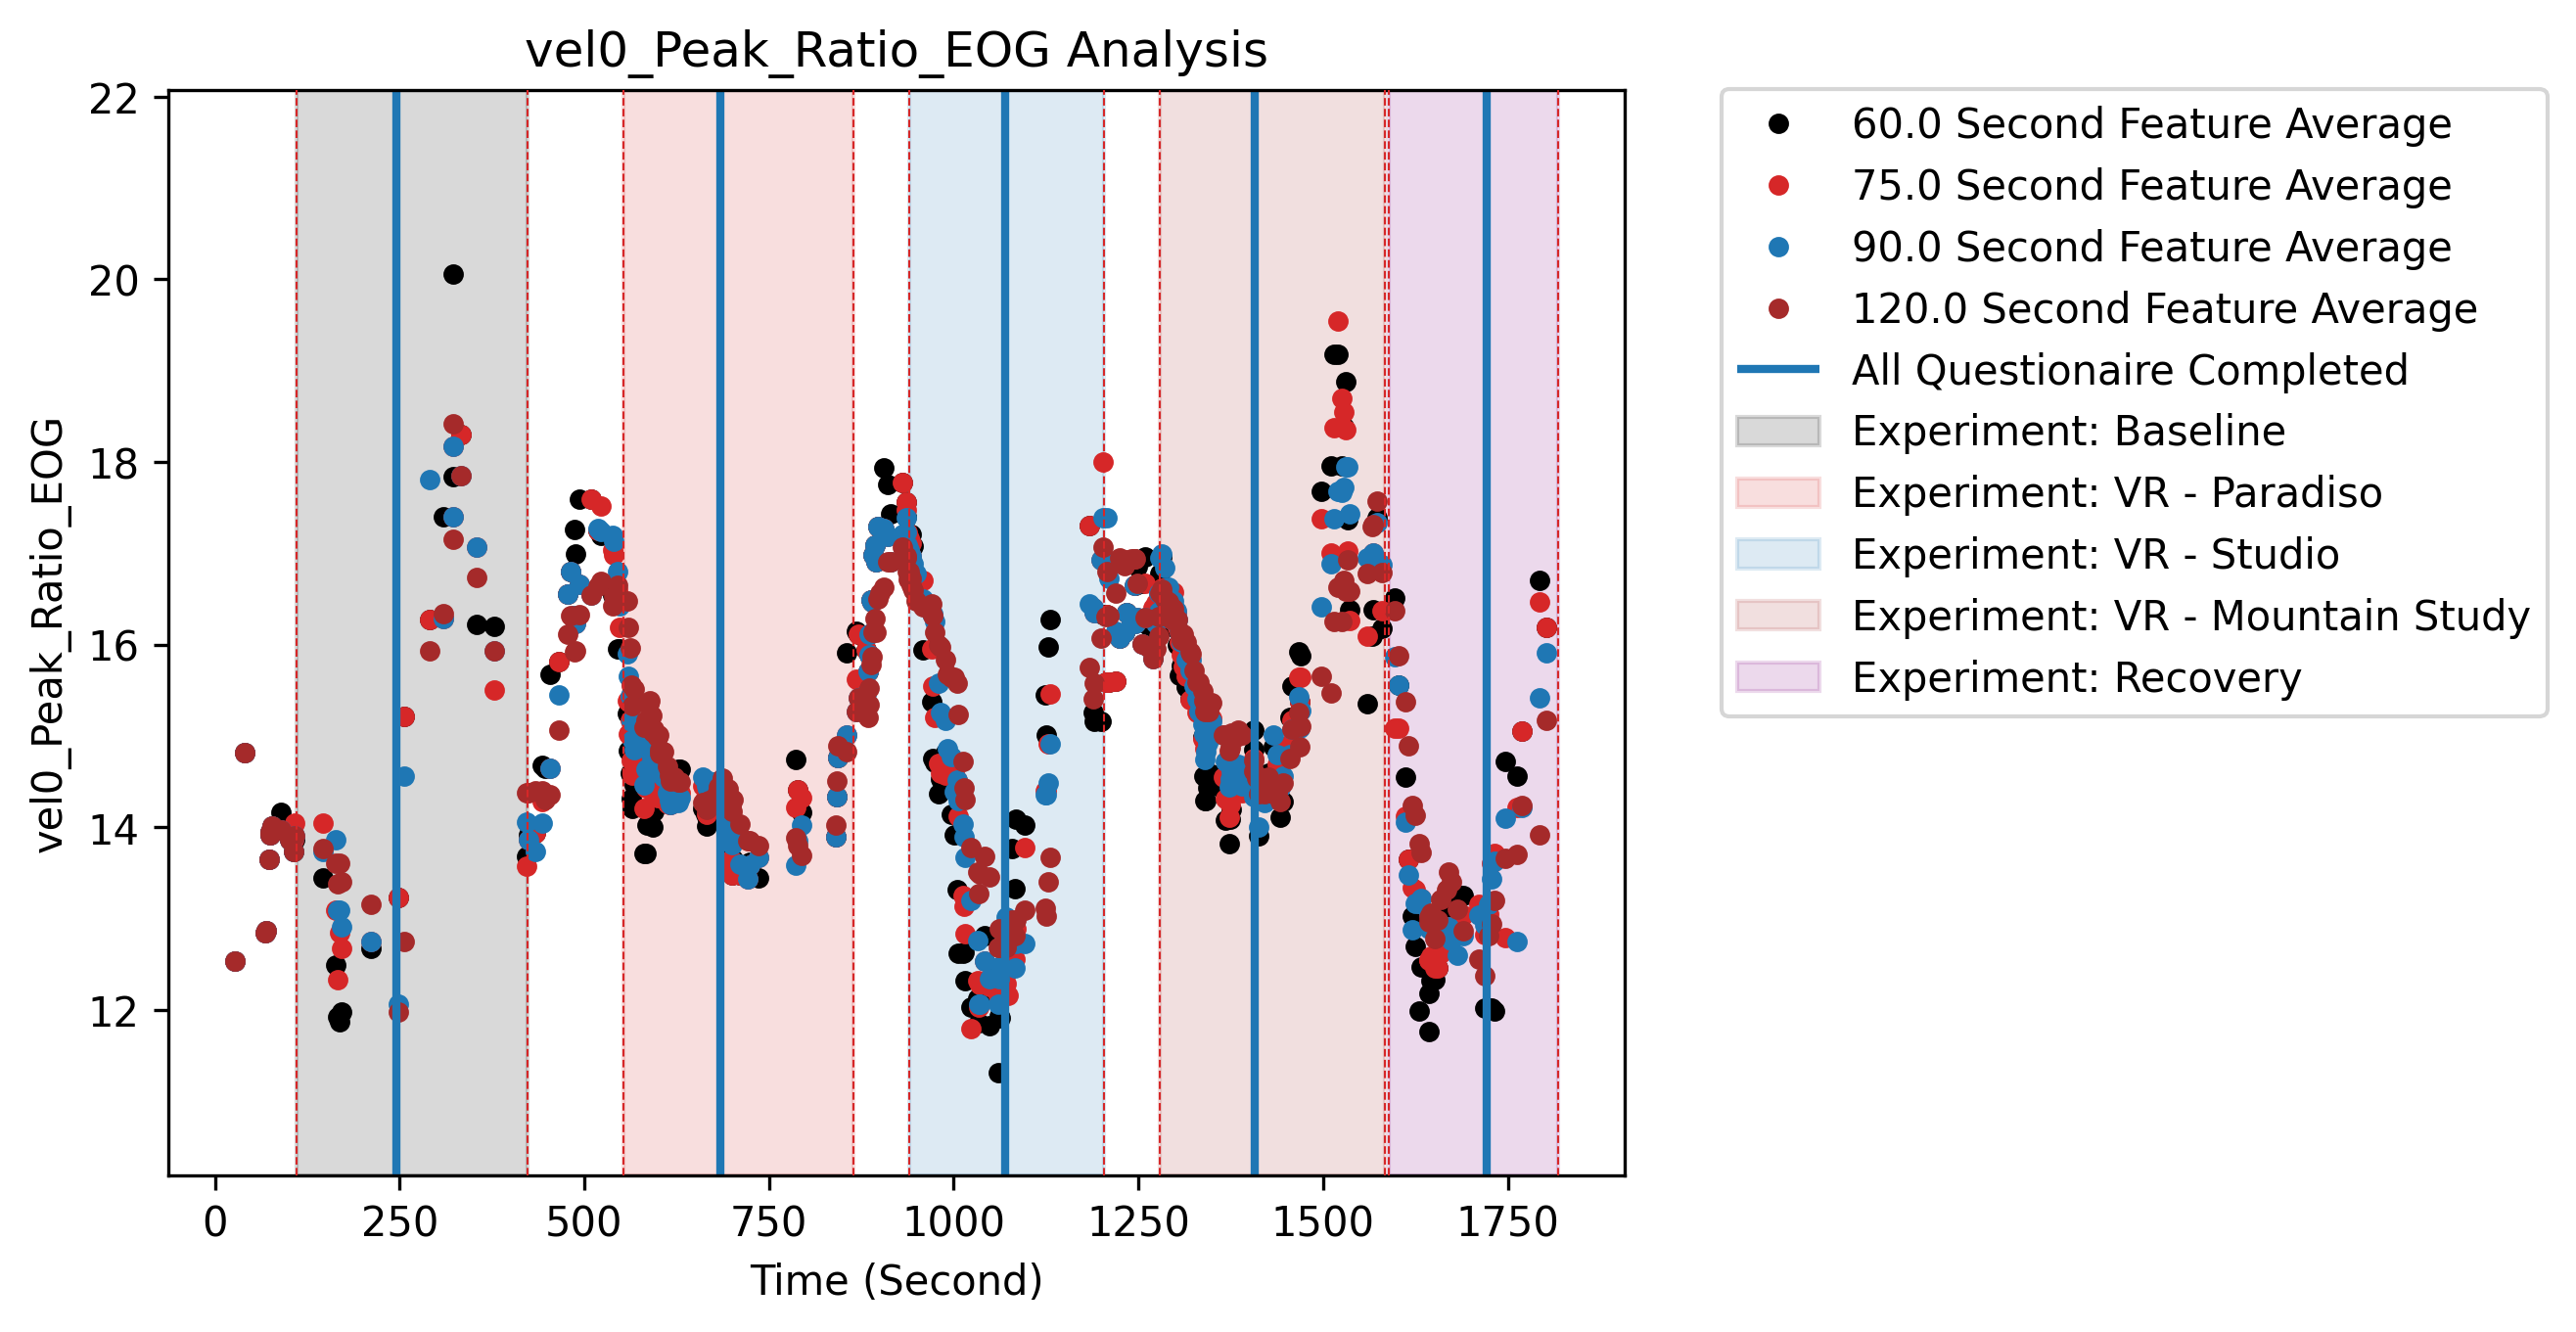 vel0_Peak_Ratio_EOG Analysis
vel0_Peak_Ratio_EOG
22
20
18
16
14
12
0 250 500 750 1000 1250 1500 1750
Time (Second)
60.0 Second Feature Average
75.0 Second Feature Average
90.0 Second Feature Average
120.0 Second Feature Average
All Questionaire Completed
Experiment: Baseline
Experiment: VR - Paradiso
Experiment: VR - Studio
Experiment: VR - Mountain Study
Experiment: Recovery